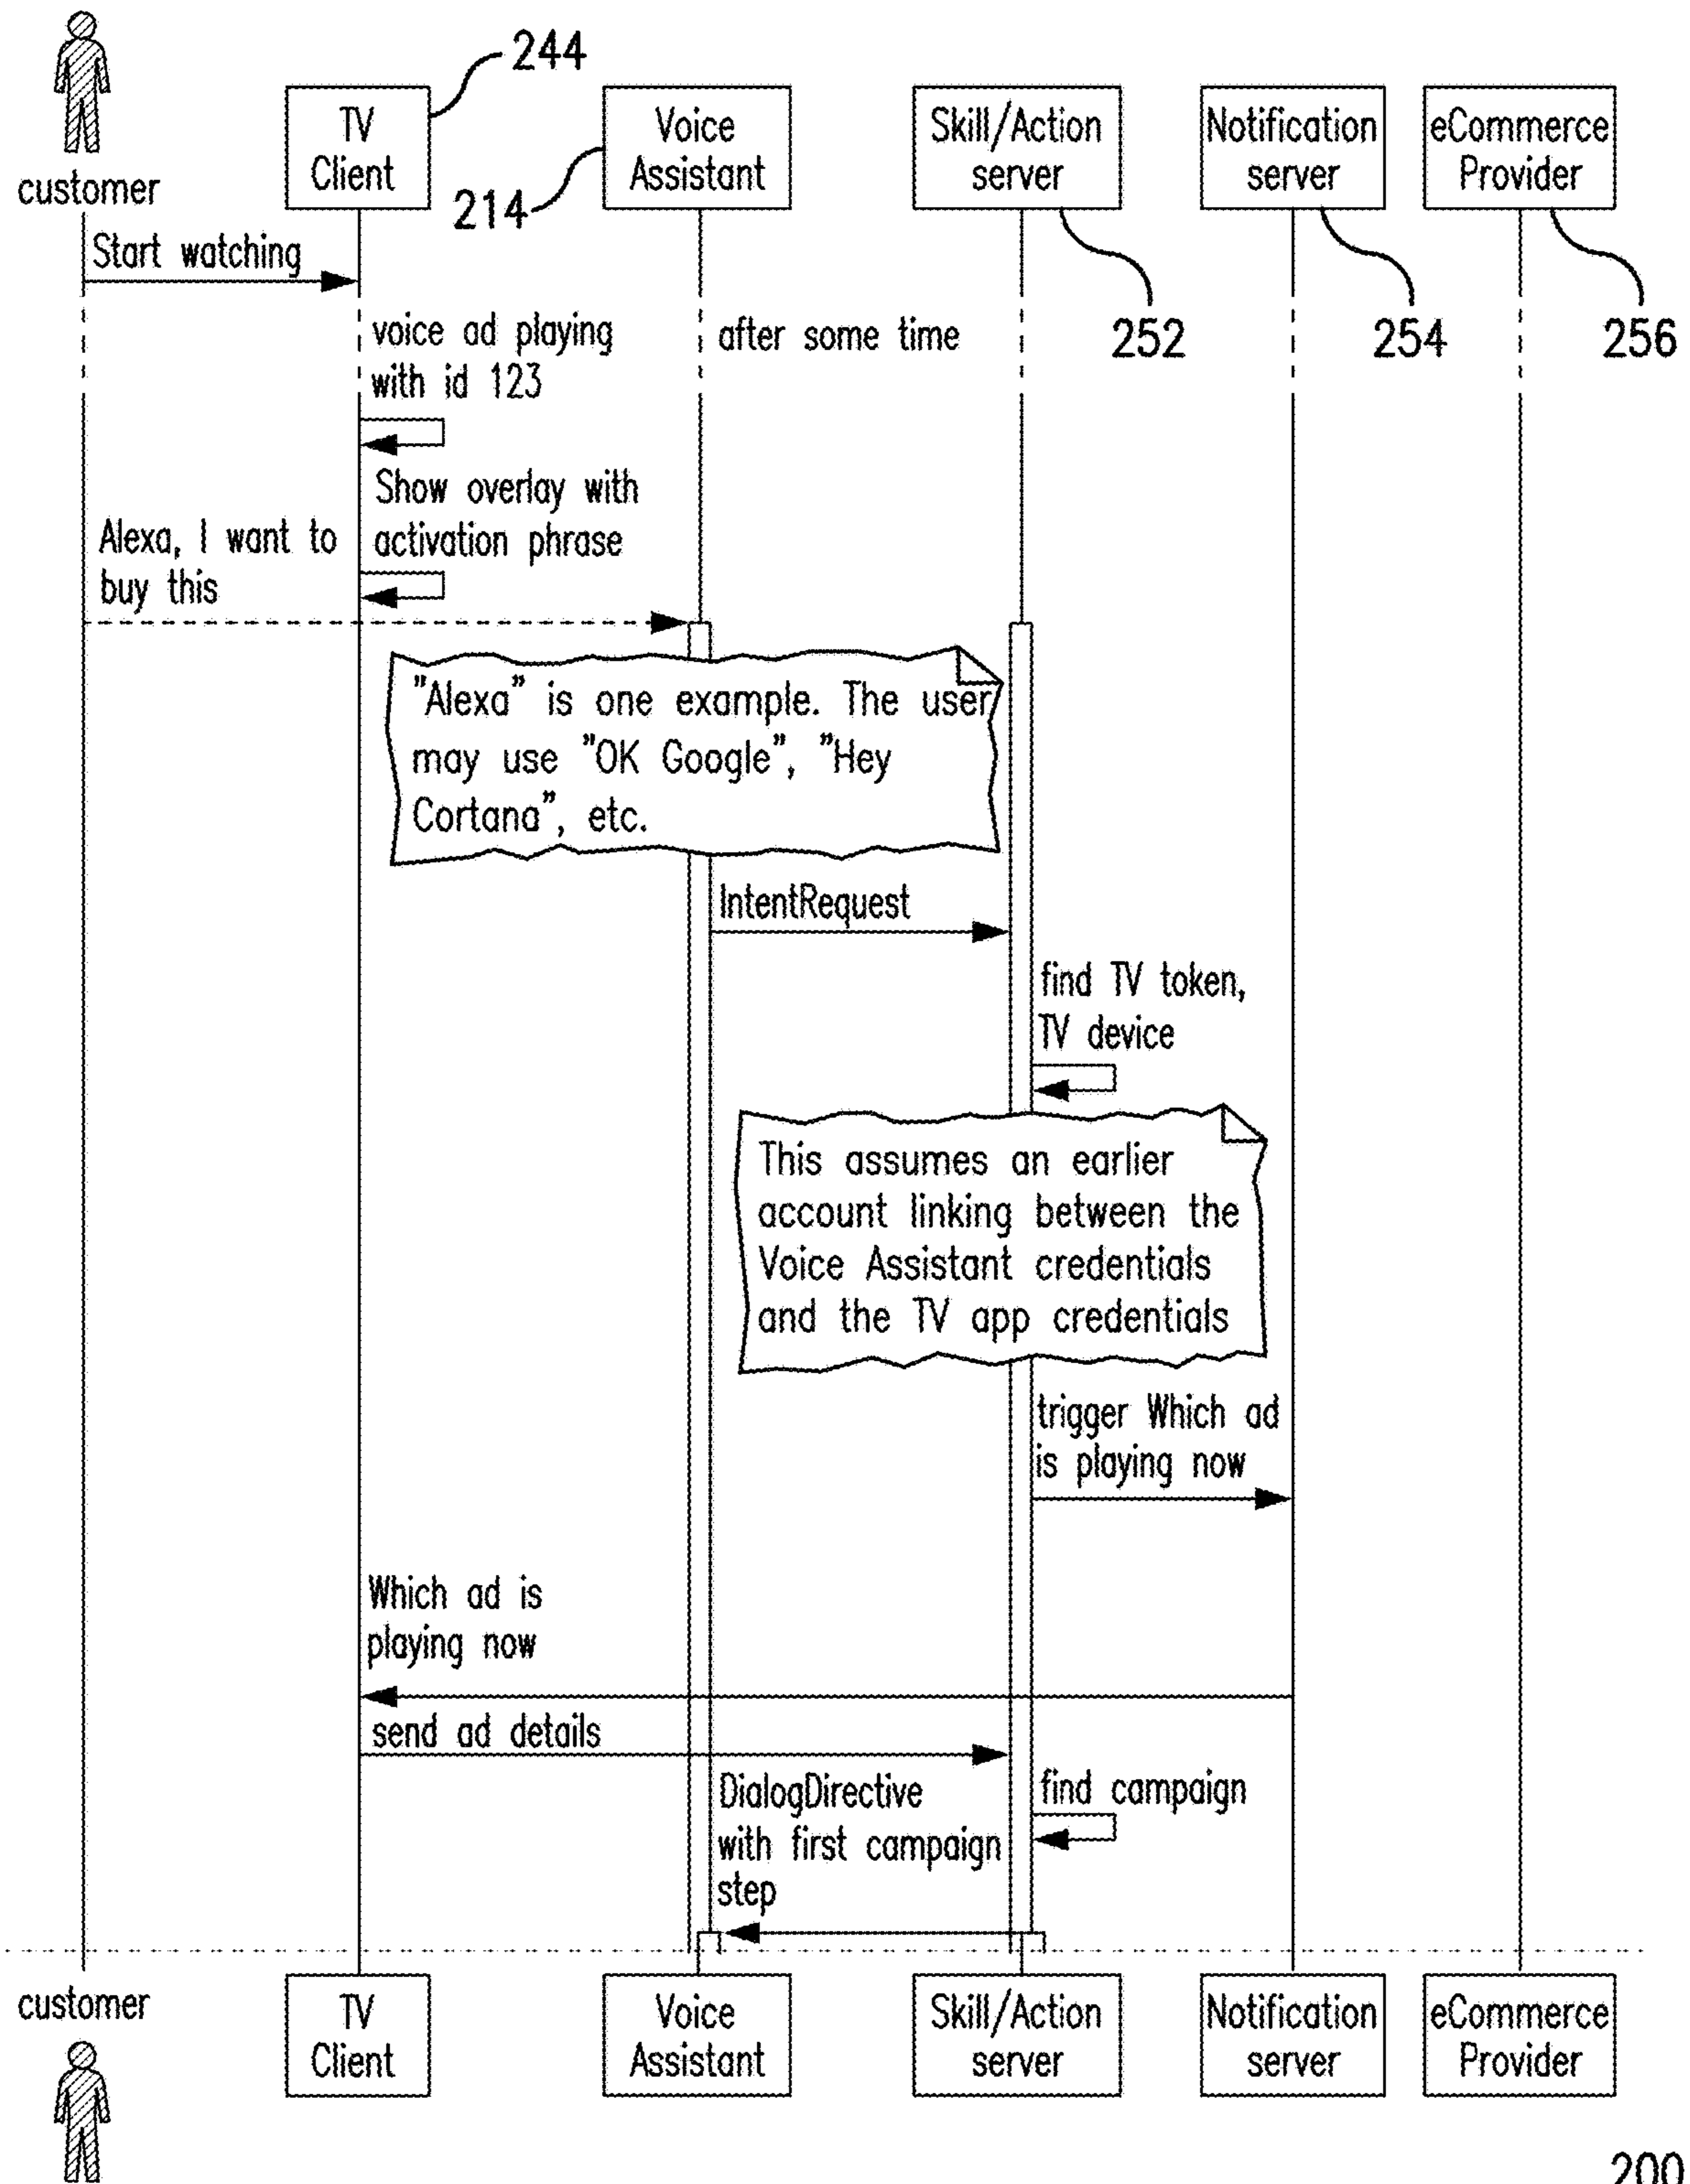 244
TV
Client
Voice
Assistant
Skill/Action
server
Notification
server
eCommerce
Provider
customer
214
Start watching
252
254
256
voice ad playing
with id 123
after some time
Show overlay with
activation phrase
Alexa, I want to
buy this
"Alexa" is one example. The user
may use "OK Google", "Hey
Cortana", etc.
IntentRequest
find TV token,
TV device
This assumes an earlier
account linking between the
Voice Assistant credentials
and the TV app credentials
trigger Which ad
is playing now
Which ad is
playing now
send ad details
find campaign
DialogDirective
with first campaign
step
customer
TV
Client
Voice
Assistant
Skill/Action
server
Notification
server
eCommerce
Provider
200